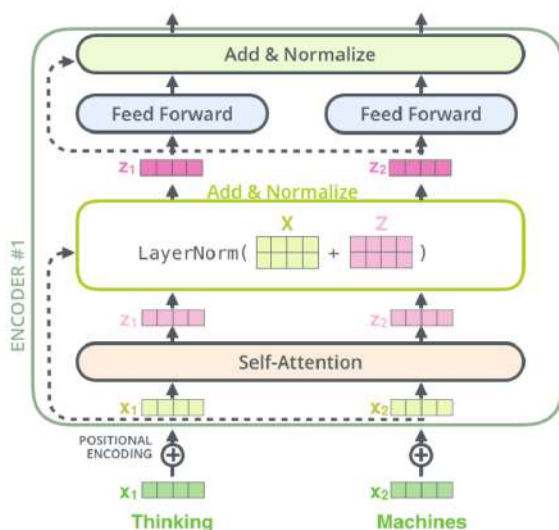 Add & Normalize
Feed Forward Feed Forward
z₁ z₂
Add & Normalize
X Z
LayerNorm( + )
z₁ z₂
Self-Attention
x₁ x₂
POSITIONAL
ENCODING
x₁ x₂
Thinking Machines
ENCODER #1